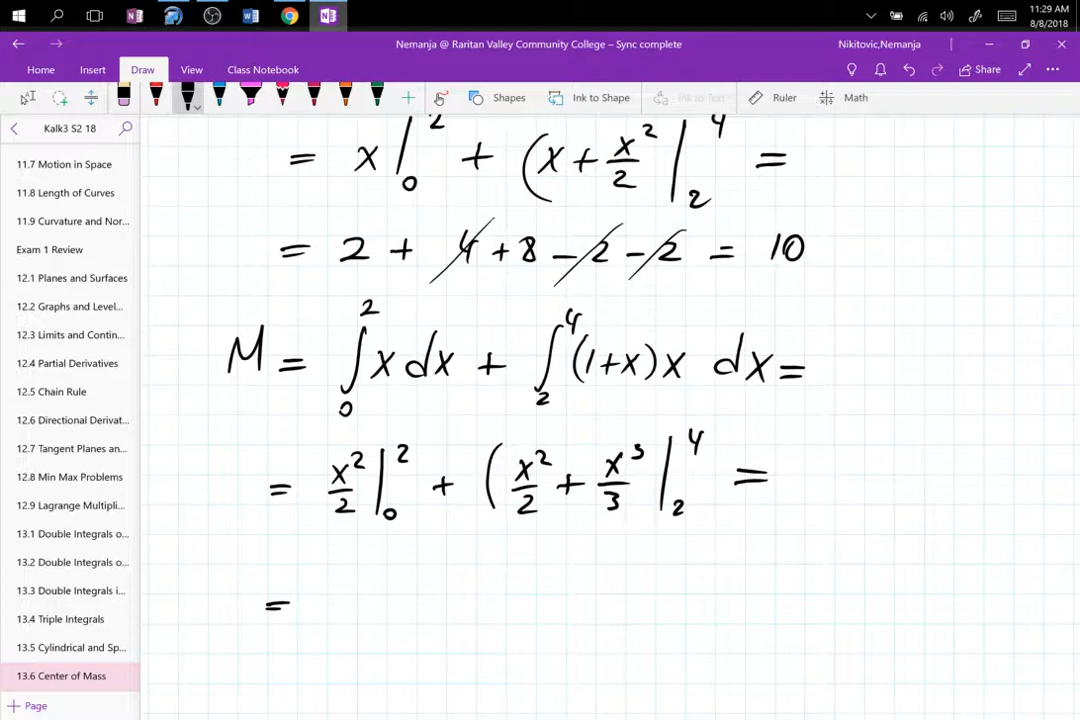 11:29 AM
8/8/2018
Nemanja @ Raritan Valley Community College – Sync complete
Nikitovic,Nemanja
Home Insert Draw View Class Notebook
Share
Shapes Ink to Shape Ink to Text Ruler Math
Kalk3 S2 18
11.7 Motion in Space
11.8 Length of Curves
11.9 Curvature and Nor...
Exam 1 Review
12.1 Planes and Surfaces
12.2 Graphs and Level...
12.3 Limits and Contin...
12.4 Partial Derivatives
12.5 Chain Rule
12.6 Directional Derivat...
12.7 Tangent Planes an...
12.8 Min Max Problems
12.9 Lagrange Multipli...
13.1 Double Integrals o...
13.2 Double Integrals o...
13.3 Double Integrals i...
13.4 Triple Integrals
13.5 Cylindrical and Sp...
13.6 Center of Mass
+ Page
= x|₀² + (x + x²/2|₂⁴ =
= 2 + 4 + 8 – 2 – 2 = 10
M = ∫₀² x dx + ∫₂⁴ (1+x)x dx =
= x²/2|₀² + (x²/2 + x³/3|₂⁴ =
=